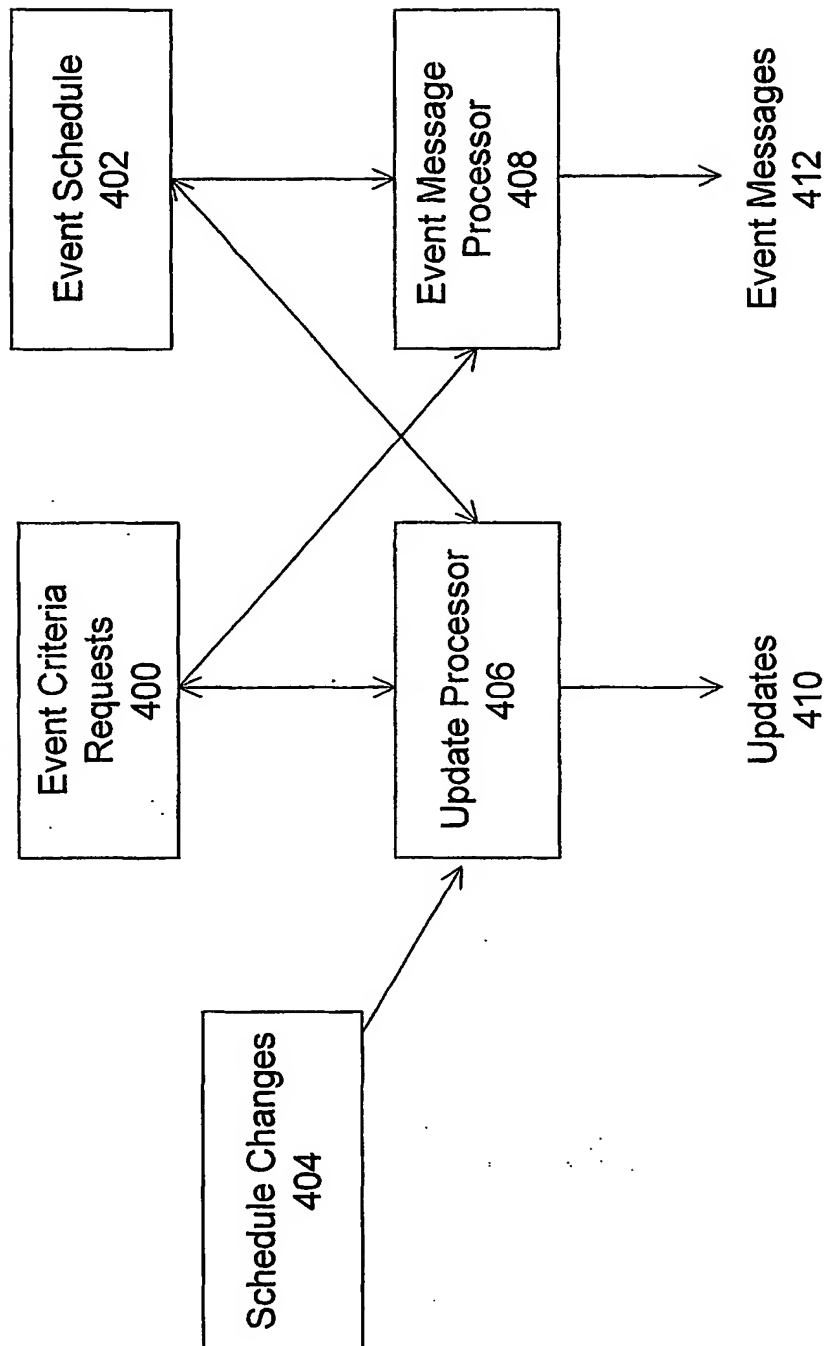 Event Schedule
402
Event Criteria
Requests
400
Schedule Changes
404
Event Message
Processor
408
Update Processor
406
Event Messages
412
Updates
410